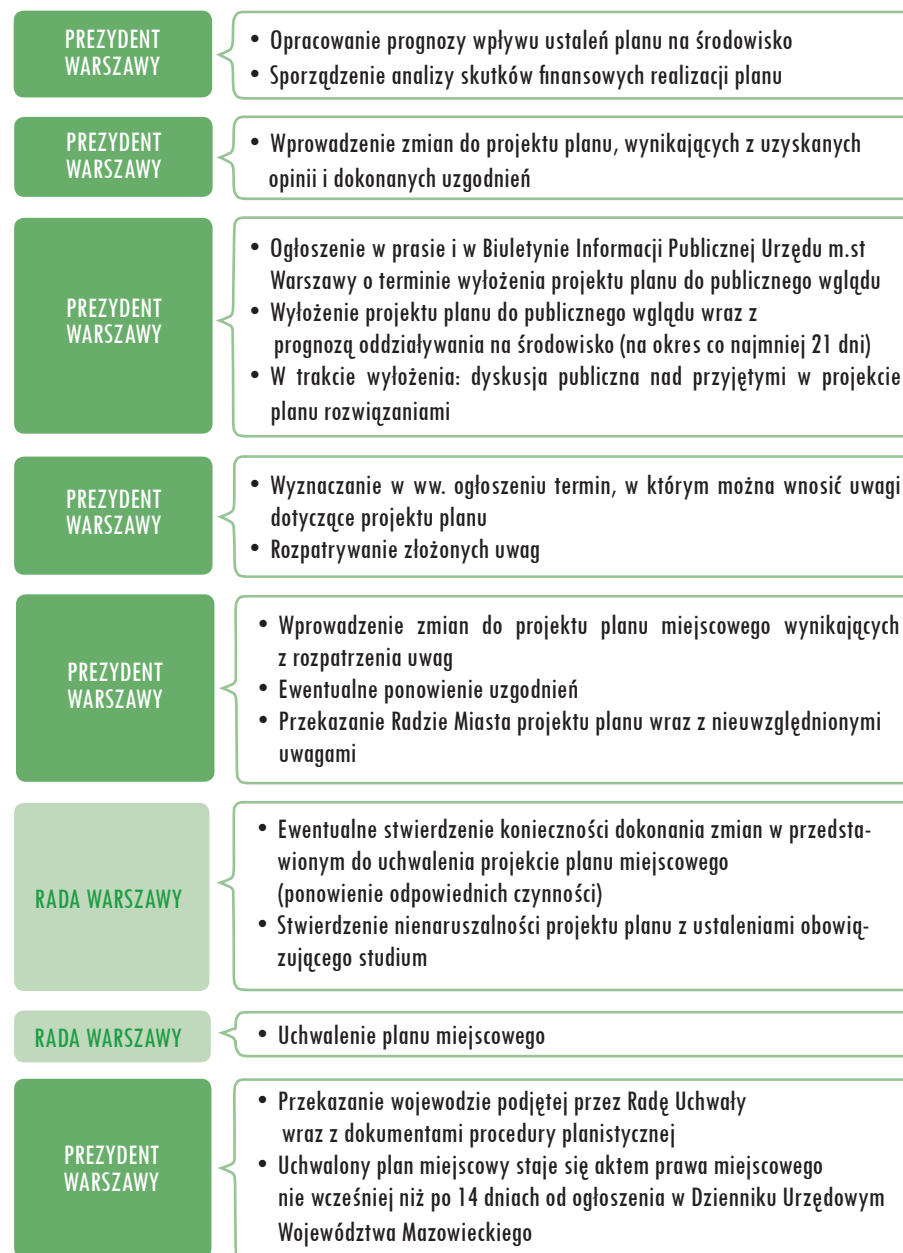 PREZYDENT
WARSZAWY
• Opracowanie prognozy wpływu ustaleń planu na środowisko
• Sporządzenie analizy skutków finansowych realizacji planu
PREZYDENT
WARSZAWY
• Wprowadzenie zmian do projektu planu, wynikających z uzyskanych
opinii i dokonanych uzgodnień
PREZYDENT
WARSZAWY
• Ogłoszenie w prasie i w Biuletynie Informacji Publicznej Urzędu m.st
Warszawy o terminie wyłożenia projektu planu do publicznego wglądu
• Wyłożenie projektu planu do publicznego wglądu wraz z
prognozą oddziaływania na środowisko (na okres co najmniej 21 dni)
• W trakcie wyłożenia: dyskusja publiczna nad przyjętymi w projekcie
planu rozwiązaniami
PREZYDENT
WARSZAWY
• Wyznaczanie w ww. ogłoszeniu termin, w którym można wnosić uwagi
dotyczące projektu planu
• Rozpatrywanie złożonych uwag
PREZYDENT
WARSZAWY
• Wprowadzenie zmian do projektu planu miejscowego wynikających
z rozpatrzenia uwag
• Ewentualne ponowienie uzgodnień
• Przekazanie Radzie Miasta projektu planu wraz z nieuwzględnionymi
uwagami
RADA WARSZAWY
• Ewentualne stwierdzenie konieczności dokonania zmian w przedsta-
wionym do uchwalenia projekcie planu miejscowego
(ponowienie odpowiednich czynności)
• Stwierdzenie nienaruszalności projektu planu z ustaleniami obowią-
zującego studium
RADA WARSZAWY
• Uchwalenie planu miejscowego
PREZYDENT
WARSZAWY
• Przekazanie wojewodzie podjętej przez Radę Uchwały
wraz z dokumentami procedury planistycznej
• Uchwalony plan miejscowy staje się aktem prawa miejscowego
nie wcześniej niż po 14 dniach od ogłoszenia w Dzienniku Urzędowym
Województwa Mazowieckiego